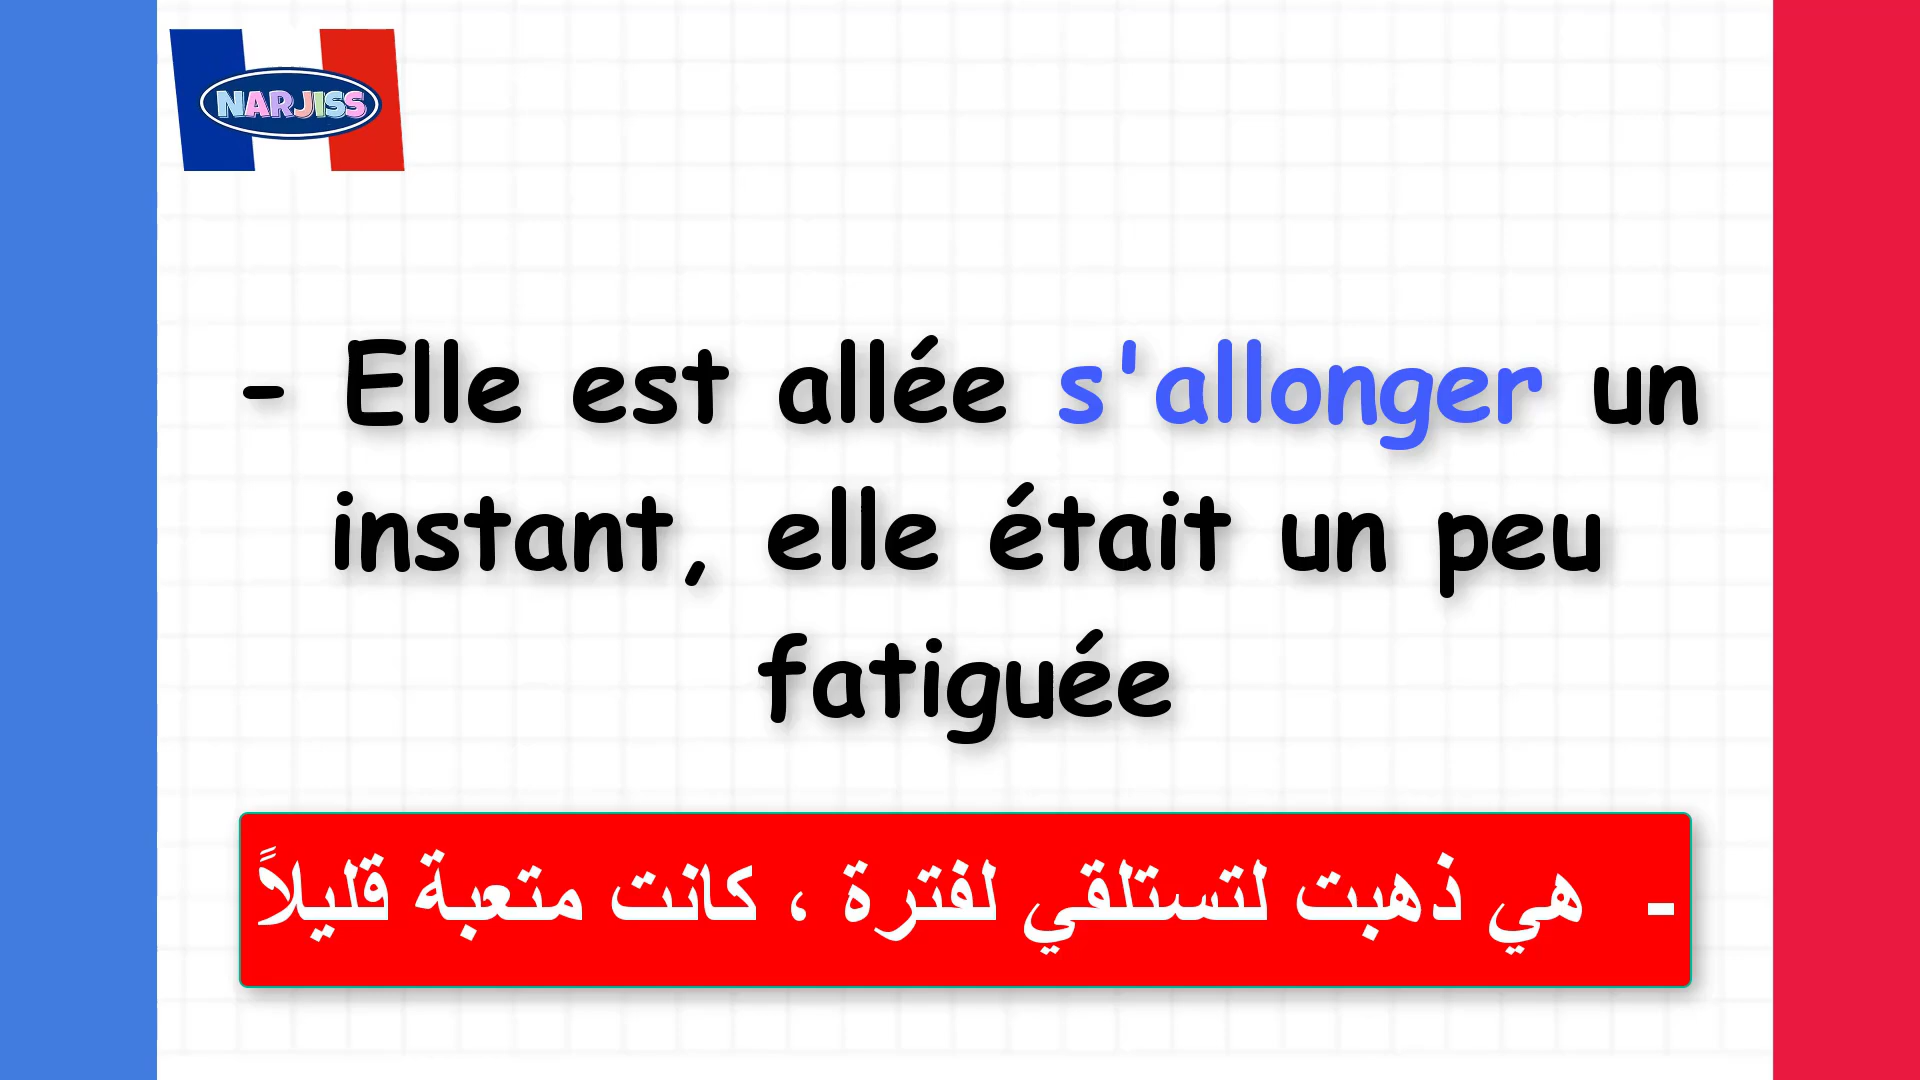 NARJISS
- Elle est allée s'allonger un
instant, elle était un peu
fatiguée
- هي ذهبت لتستلقي لفترة ، كانت متعبة قليلاً